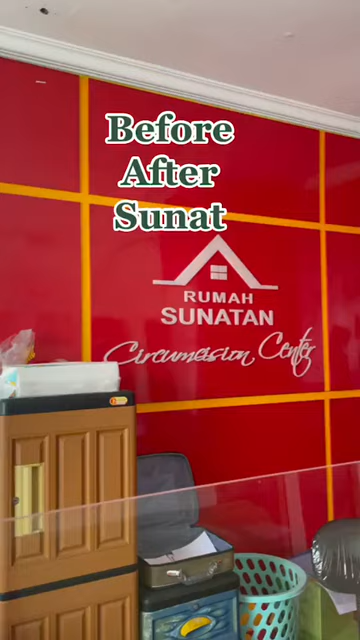 Before
After
Sunat
RUMAH
SUNATAN
Circumcision Center